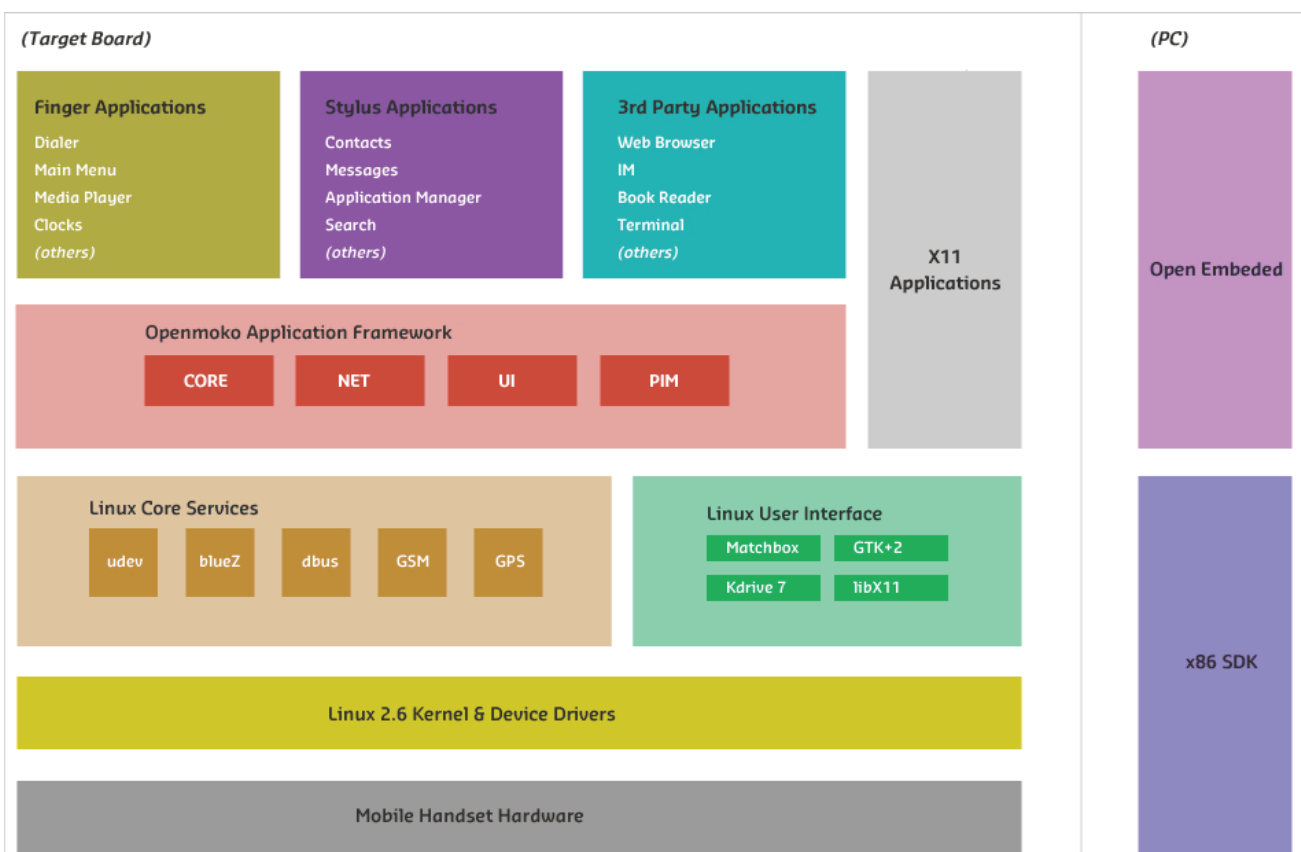 (Target Board)
(PC)
Finger Applications
Dialer
Main Menu
Media Player
Clocks
(others)
Stylus Applications
Contacts
Messages
Application Manager
Search
(others)
3rd Party Applications
Web Browser
IM
Book Reader
Terminal
(others)
X11
Applications
Open Embeded
Openmoko Application Framework
CORE
NET
UI
PIM
Linux Core Services
udev
blueZ
dbus
GSM
GPS
Linux User Interface
Matchbox
GTK+2
Kdrive 7
libX11
x86 SDK
Linux 2.6 Kernel & Device Drivers
Mobile Handset Hardware